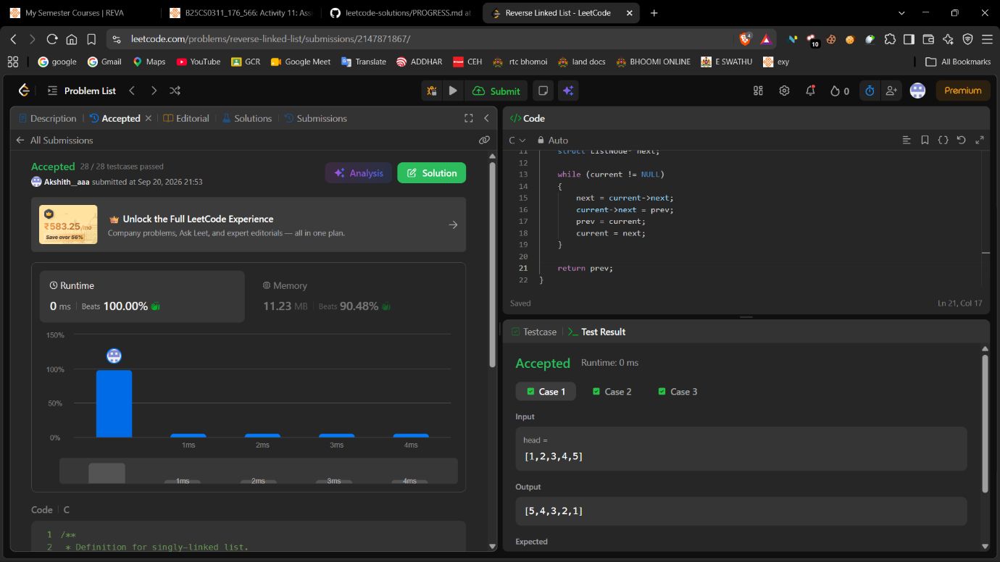 My Semester Courses | REVA
B25CS0311_176_566: Activity 11: Ass
leetcode-solutions/PROGRESS.md at
Reverse Linked List - LeetCode
leetcode.com/problems/reverse-linked-list/submissions/2147871867/
4
10
google
Gmail
Maps
YouTube
GCR
Google Meet
Translate
ADDHAR
CEH
rtc bhomoi
land docs
BHOOMI ONLINE
E SWATHU
exy
All Bookmarks
Problem List
Submit
0
Premium
Description
Accepted
Editorial
Solutions
Submissions
All Submissions
Accepted 28 / 28 testcases passed
Akshith__aaa submitted at Sep 20, 2026 21:53
Analysis
Solution
₹583.25/mo
Save over 56%
Unlock the Full LeetCode Experience
Company problems, Ask Leet, and expert editorials — all in one plan.
Runtime
0 ms Beats 100.00%
Memory
11.23 MB Beats 90.48%
150%
100%
50%
0%
1ms 2ms 3ms 4ms
1ms 2ms 3ms 4ms
Code C
1 /**
2 * Definition for singly-linked list.
Code
C Auto
11 struct ListNode* next;
12
13 while (current != NULL)
14 {
15 next = current->next;
16 current->next = prev;
17 prev = current;
18 current = next;
19 }
20
21 return prev;
22 }
Saved
Ln 21, Col 17
Testcase
Test Result
Accepted Runtime: 0 ms
Case 1
Case 2
Case 3
Input
head =
[1,2,3,4,5]
Output
[5,4,3,2,1]
Expected